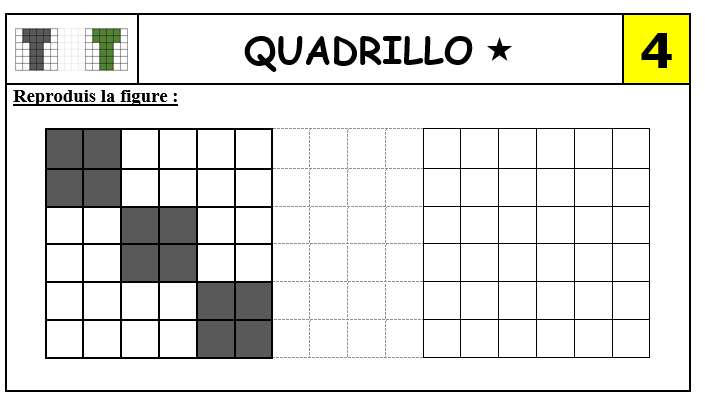 QUADRILLO ★
4
Reproduis la figure :